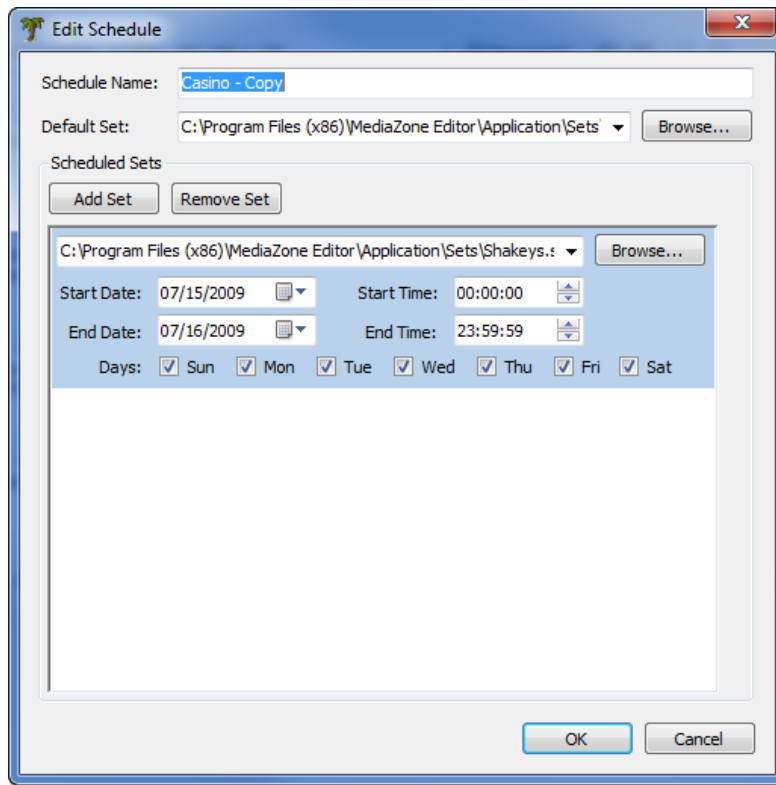 Edit Schedule
Schedule Name: Casino - Copy
Default Set: C:\Program Files (x86)\MediaZone Editor\Application\Sets\ Browse...
Scheduled Sets
Add Set Remove Set
C:\Program Files (x86)\MediaZone Editor\Application\Sets\Shakeys.s Browse...
Start Date: 07/15/2009 Start Time: 00:00:00
End Date: 07/16/2009 End Time: 23:59:59
Days: Sun Mon Tue Wed Thu Fri Sat
OK Cancel